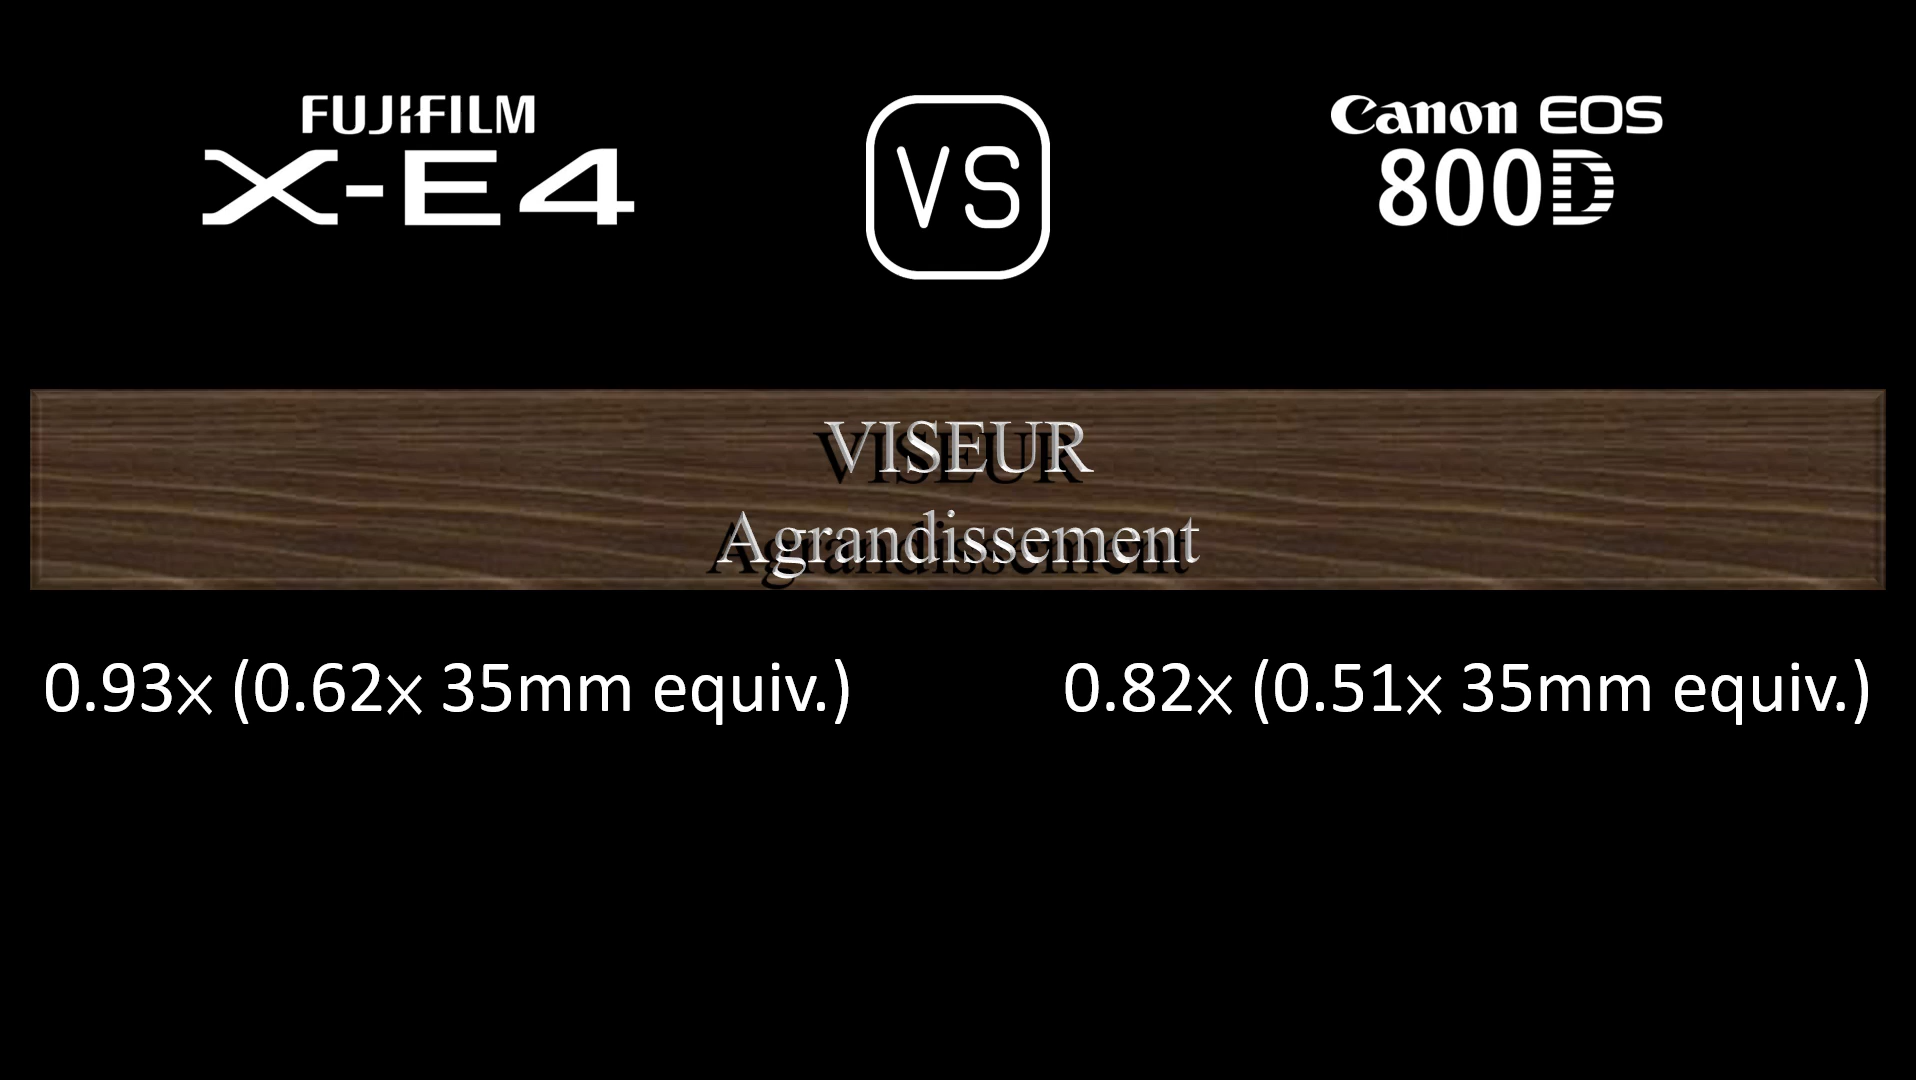 FUJIFILM
X-E4
VS
Canon EOS
800D
VISEUR
Agrandissement
0.93x (0.62x 35mm equiv.)
0.82x (0.51x 35mm equiv.)